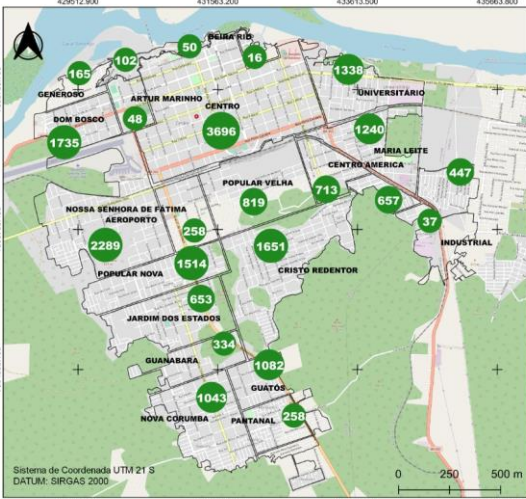 429512.900 431563.200 433613.500 435663.800
BEIRA RIO
50
102
16
165
1338
GENEROSO
UNIVERSITÁRIO
ARTUR MARINHO
CENTRO
DOM BOSCO
48
3696
1240
1735
MARIA LEITE
CENTRO AMERICA
447
POPULAR VELHA
713
657
819
NOSSA SENHORA DE FÁTIMA
AEROPORTO
37
258
2289
1651
INDUSTRIAL
1514
POPULAR NOVA
CRISTO REDENTOR
653
JARDIM DOS ESTADOS
334
GUANABARA
1082
GUATÓS
1043
258
NOVA CORUMBA
PANTANAL
Sistema de Coordenada UTM 21 S
DATUM: SIRGAS 2000
0 250 500 m